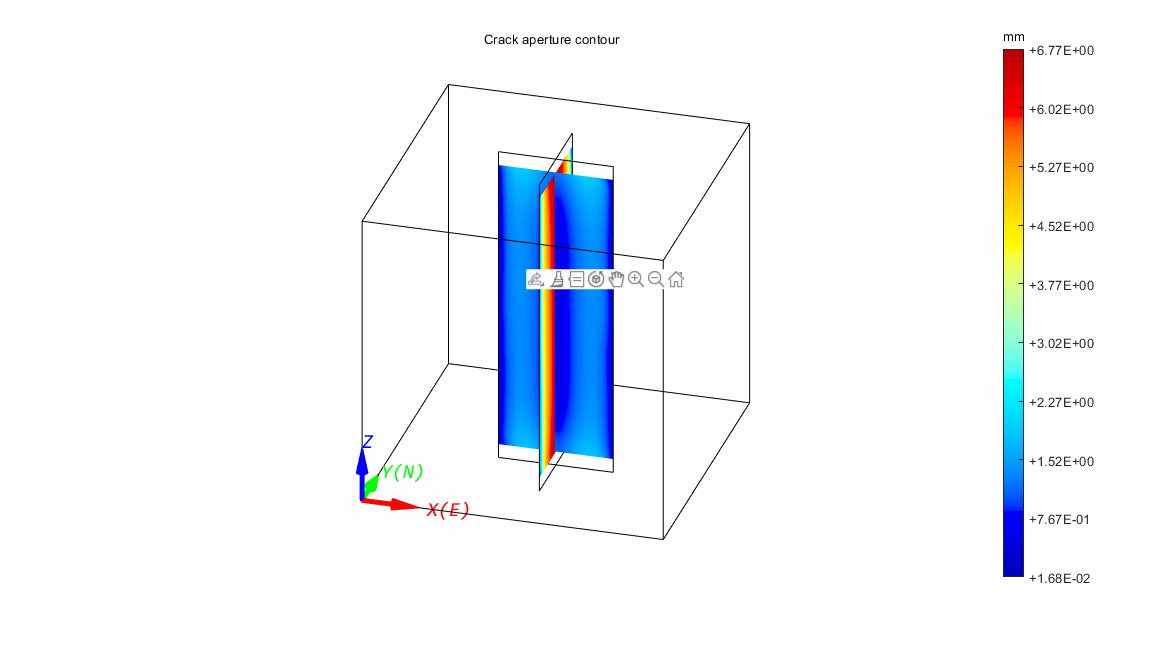 Crack aperture contour
mm
+6.77E+00
+6.02E+00
+5.27E+00
+4.52E+00
+3.77E+00
+3.02E+00
+2.27E+00
+1.52E+00
+7.67E-01
+1.68E-02
Z
Y(N)
X(E)